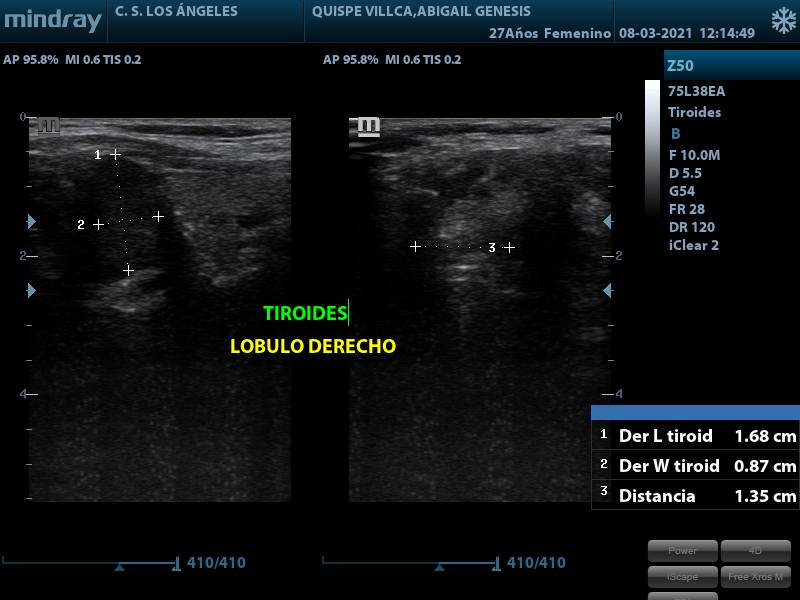 mindray
C. S. LOS ÁNGELES
QUISPE VILLCA,ABIGAIL GENESIS
27Años Femenino
08-03-2021 12:14:49
AP 95.8% MI 0.6 TIS 0.2
AP 95.8% MI 0.6 TIS 0.2
Z50
75L38EA
Tiroides
B
F 10.0M
D 5.5
G54
FR 28
DR 120
iClear 2
0
m
1
2
2
4
m
0
3
2
4
TIROIDES
LOBULO DERECHO
1 Der L tiroid 1.68 cm
2 Der W tiroid 0.87 cm
3 Distancia 1.35 cm
410/410
410/410
Power
4D
iScape
Free Xros M